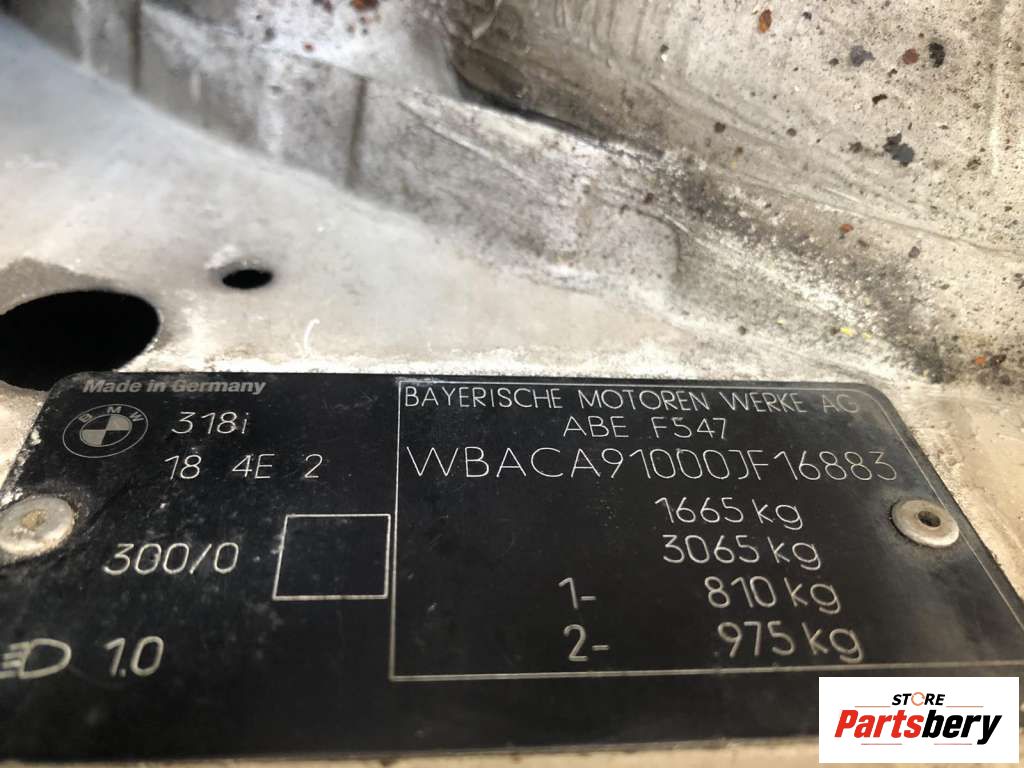 Made in Germany
BMW
318i
18 4E 2
300/0
1.0
BAYERISCHE MOTOREN WERKE AG
ABE F547
WBACA91000JF16883
1665 kg
3065 kg
1- 810 kg
2- 975 kg
STORE
Partsbery